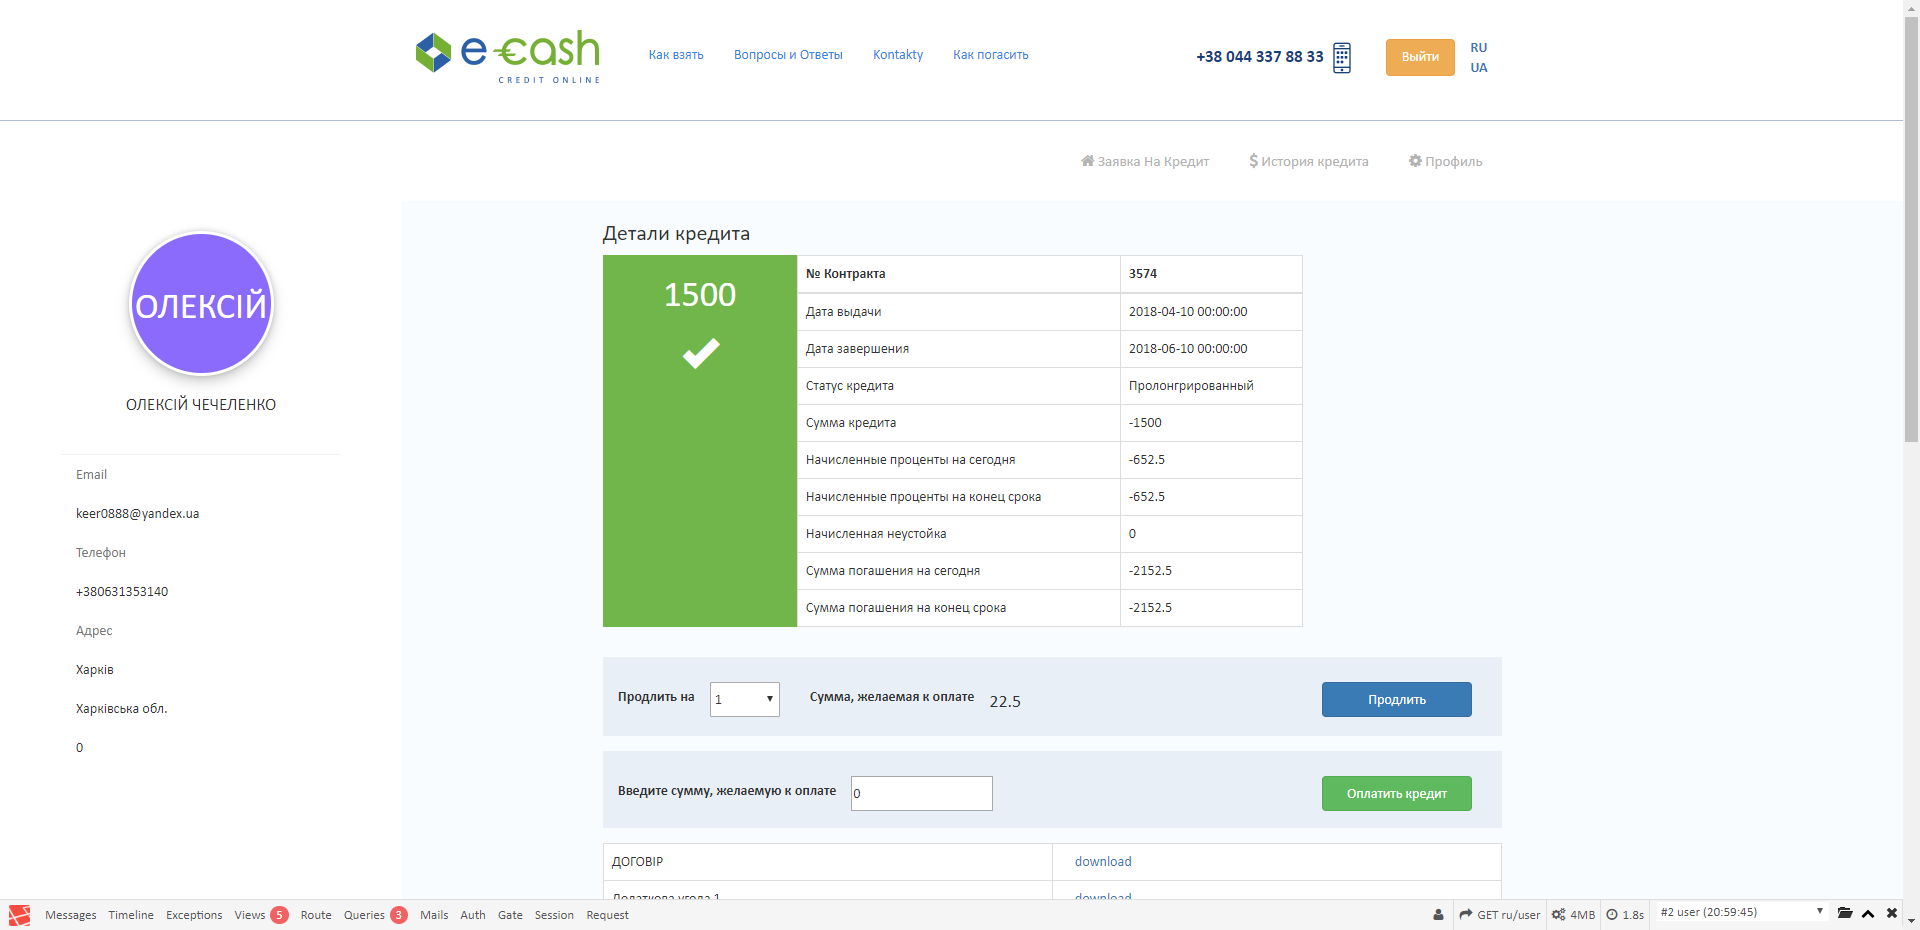 e-cash
CREDIT ONLINE
Как взять
Вопросы и Ответы
Kontakty
Как погасить
+38 044 337 88 33
Выйти
RU
UA
Заявка На Кредит
История кредита
Профиль
ОЛЕКСІЙ
ОЛЕКСІЙ ЧЕЧЕЛЕНКО
Email
keer0888@yandex.ua
Телефон
+380631353140
Адрес
Харків
Харківська обл.
0
Детали кредита
1500
№ Контракта 3574
Дата выдачи 2018-04-10 00:00:00
Дата завершения 2018-06-10 00:00:00
Статус кредита Пролонгрированный
Сумма кредита -1500
Начисленные проценты на сегодня -652.5
Начисленные проценты на конец срока -652.5
Начисленная неустойка 0
Сумма погашения на сегодня -2152.5
Сумма погашения на конец срока -2152.5
Продлить на 1 Сумма, желаемая к оплате 22.5 Продлить
Введите сумму, желаемую к оплате 0 Оплатить кредит
ДОГОВІР download
Додаткова угода 1 download
Messages Timeline Exceptions Views 5 Route Queries 3 Mails Auth Gate Session Request GET ru/user 4MB 1.8s #2 user (20:59:45)